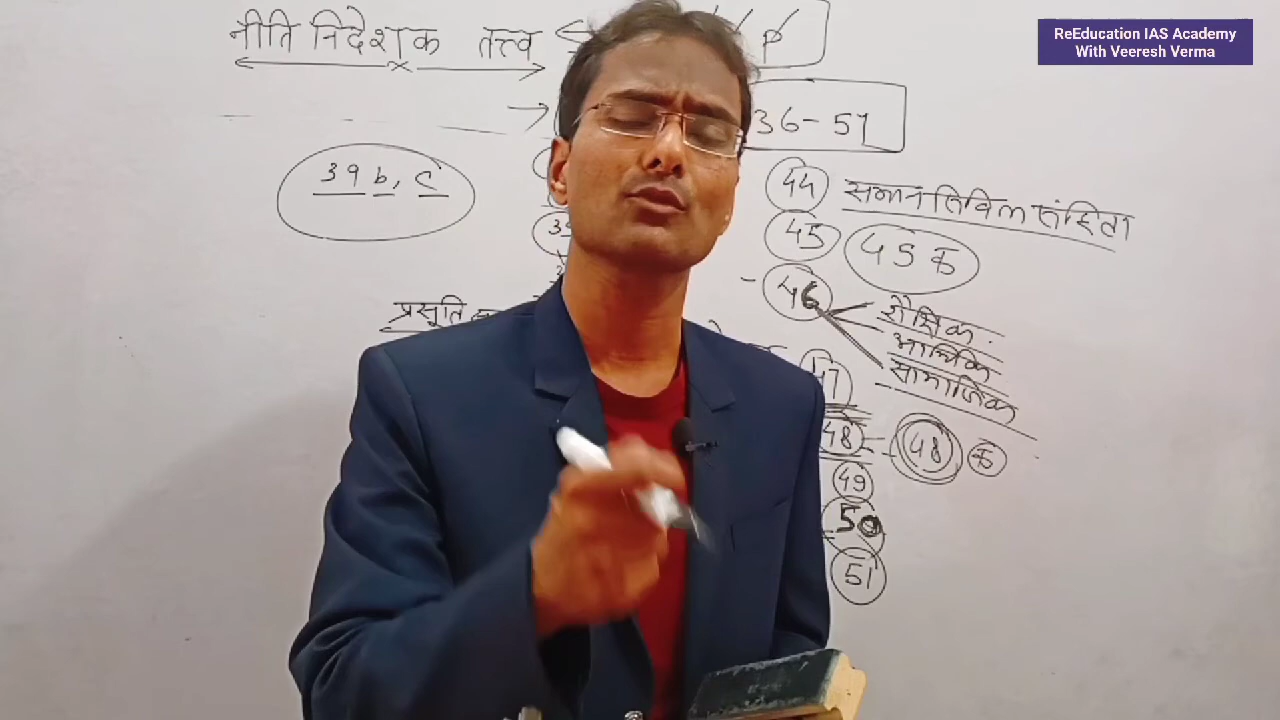 नीति निदेशक तत्त्व
P
ReEducation IAS Academy
With Veeresh Verma
36-51
39 b, C
44 समान सिविल संहिता
45 45 क
46 शैक्षिक
आर्थिक
सामाजिक
प्रसूति
47
48 48 क
49
50
51